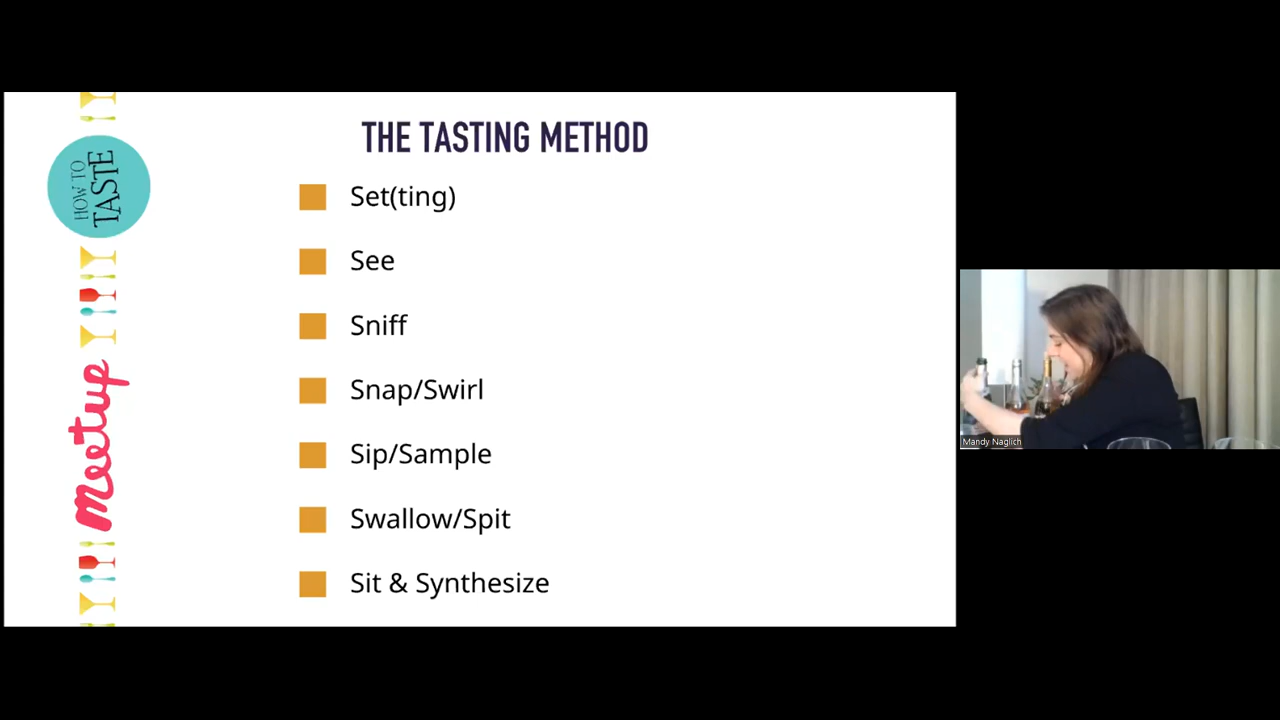 THE TASTING METHOD
HOW TO
TASTE
meetup
Set(ting)
See
Sniff
Snap/Swirl
Sip/Sample
Swallow/Spit
Sit & Synthesize
Mandy Naglich